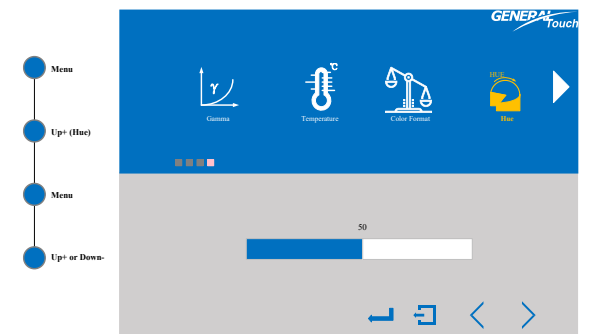 GENERAL
Touch
Menu
Up+ (Hue)
Menu
Up+ or Down-
γ
Gamma
°C
Temperature
Color Format
HUE
Hue
50